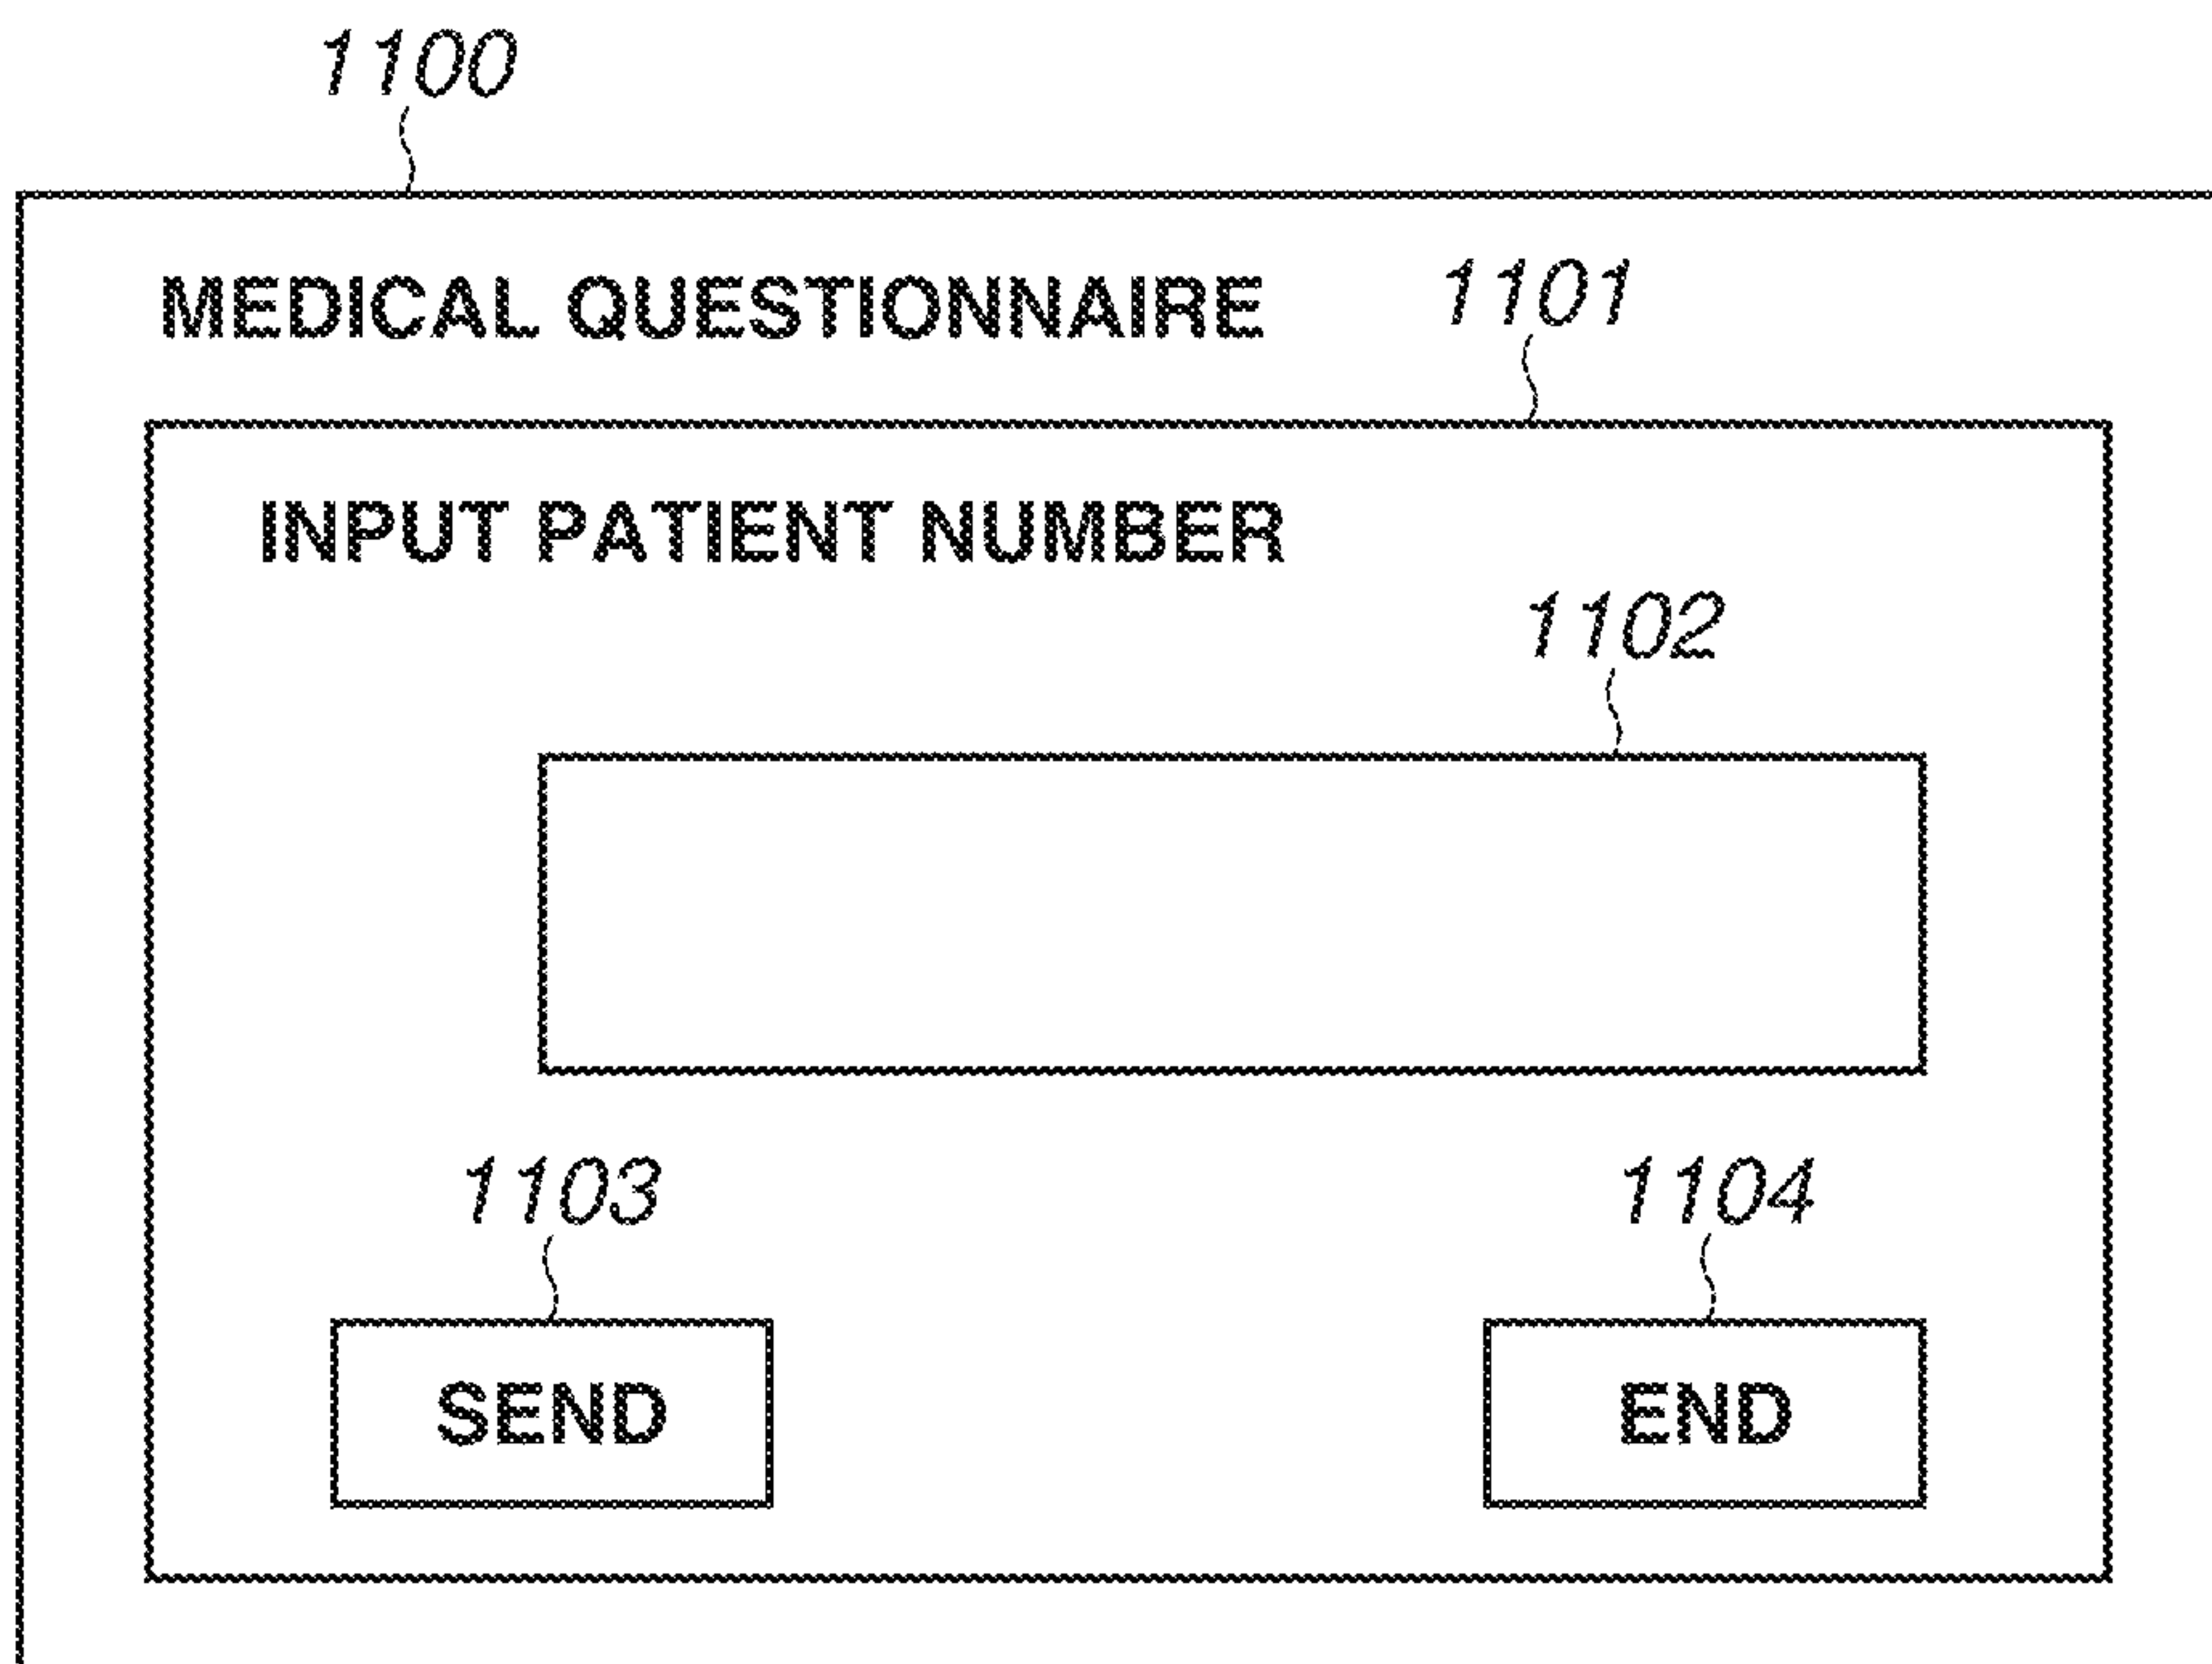 1100
MEDICAL QUESTIONNAIRE
1101
INPUT PATIENT NUMBER
1102
1103
1104
SEND
END